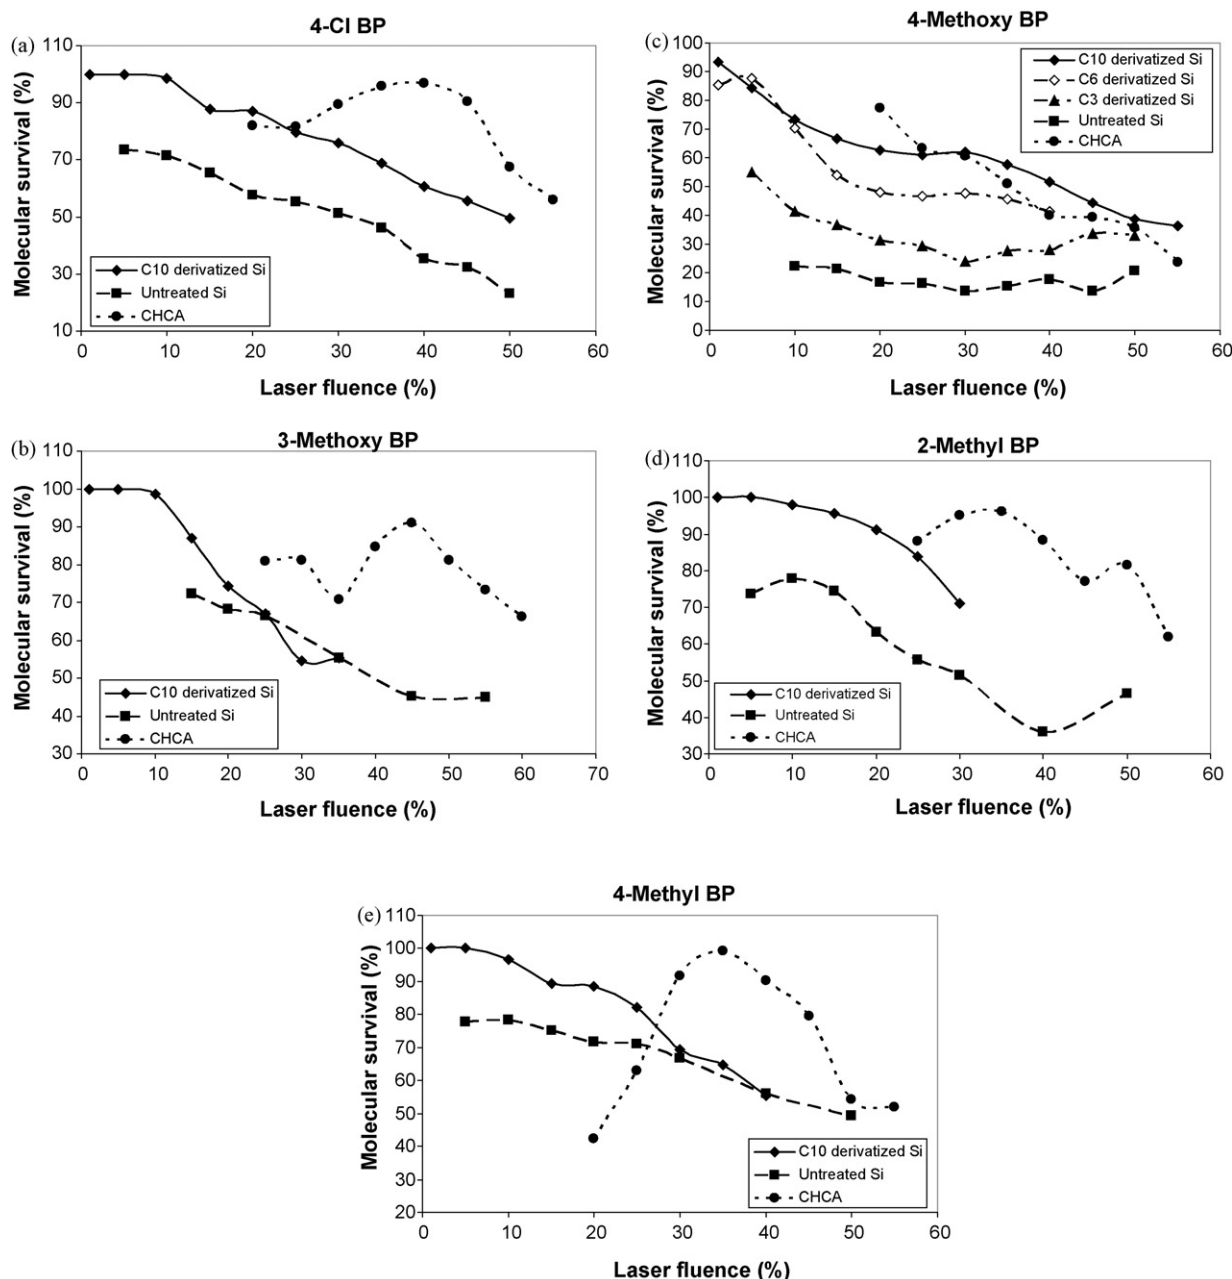 (a)
4-Cl BP
Molecular survival (%)
110
90
70
50
30
10
C10 derivatized Si
Untreated Si
CHCA
0 10 20 30 40 50 60
Laser fluence (%)
(c)
4-Methoxy BP
Molecular survival (%)
100
90
80
70
60
50
40
30
20
10
0
C10 derivatized Si
C6 derivatized Si
C3 derivatized Si
Untreated Si
CHCA
0 10 20 30 40 50 60
Laser fluence (%)
(b)
3-Methoxy BP
Molecular survival (%)
110
100
90
80
70
60
50
40
30
C10 derivatized Si
Untreated Si
CHCA
0 10 20 30 40 50 60 70
Laser fluence (%)
(d)
2-Methyl BP
Molecular survival (%)
110
100
90
80
70
60
50
40
30
C10 derivatized Si
Untreated Si
CHCA
0 10 20 30 40 50 60
Laser fluence (%)
(e)
4-Methyl BP
Molecular survival (%)
110
100
90
80
70
60
50
40
30
20
C10 derivatized Si
Untreated Si
CHCA
0 10 20 30 40 50 60
Laser fluence (%)